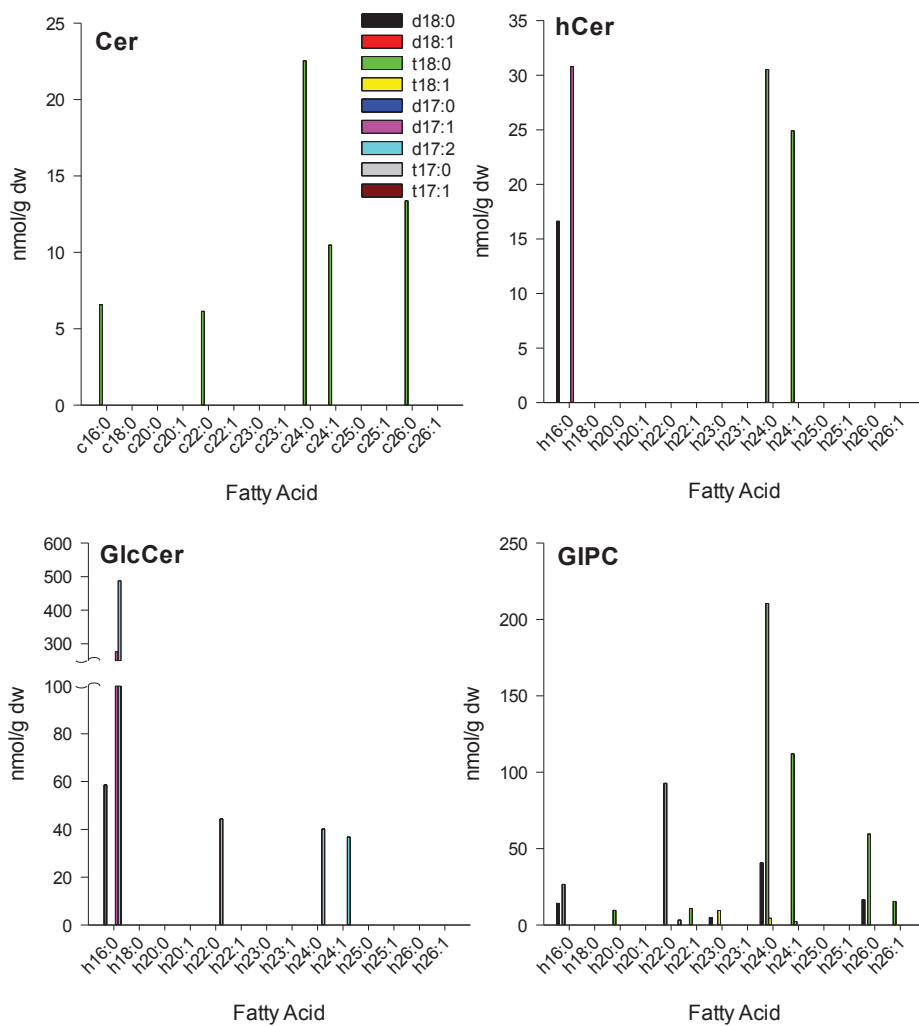 Cer
25
20
15
10
5
0
nmol/g dw
d18:0
d18:1
t18:0
t18:1
d17:0
d17:1
d17:2
t17:0
t17:1
c16:0
c18:0
c20:0
c20:1
c22:0
c22:1
c23:0
c23:1
c24:0
c24:1
c25:0
c25:1
c26:0
c26:1
Fatty Acid
hCer
35
30
25
20
15
10
5
0
nmol/g dw
h16:0
h18:0
h20:0
h20:1
h22:0
h22:1
h23:0
h23:1
h24:0
h24:1
h25:0
h25:1
h26:0
h26:1
Fatty Acid
GlcCer
600
500
400
300
100
80
60
40
20
0
nmol/g dw
h16:0
h18:0
h20:0
h20:1
h22:0
h22:1
h23:0
h23:1
h24:0
h24:1
h25:0
h25:1
h26:0
h26:1
Fatty Acid
GIPC
250
200
150
100
50
0
nmol/g dw
h16:0
h18:0
h20:0
h20:1
h22:0
h22:1
h23:0
h23:1
h24:0
h24:1
h25:0
h25:1
h26:0
h26:1
Fatty Acid